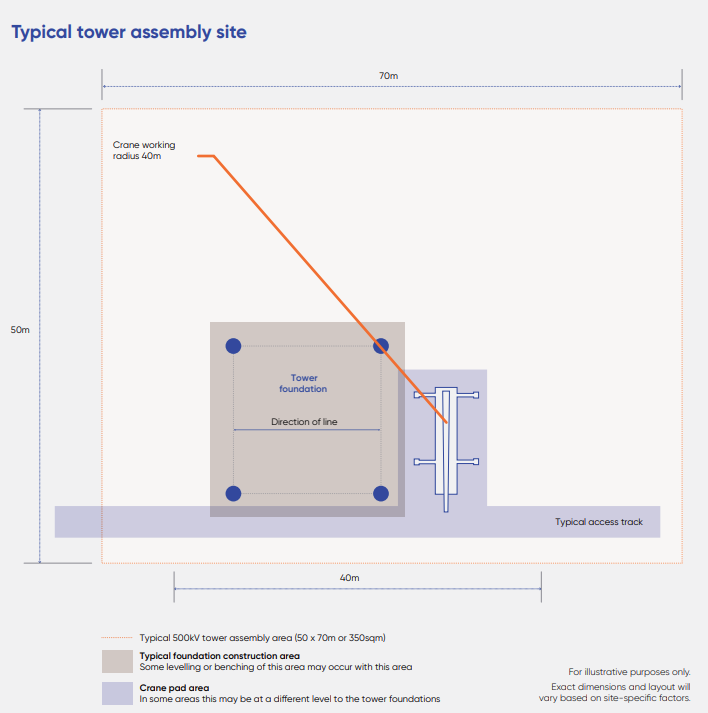 Typical tower assembly site
70m
Crane working
radius 40m
50m
Tower
foundation
Direction of line
Typical access track
40m
Typical 500kV tower assembly area (50 x 70m or 350sqm)
Typical foundation construction area
Some levelling or benching of this area may occur with this area
Crane pad area
In some areas this may be at a different level to the tower foundations
For illustrative purposes only.
Exact dimensions and layout will
vary based on site-specific factors.